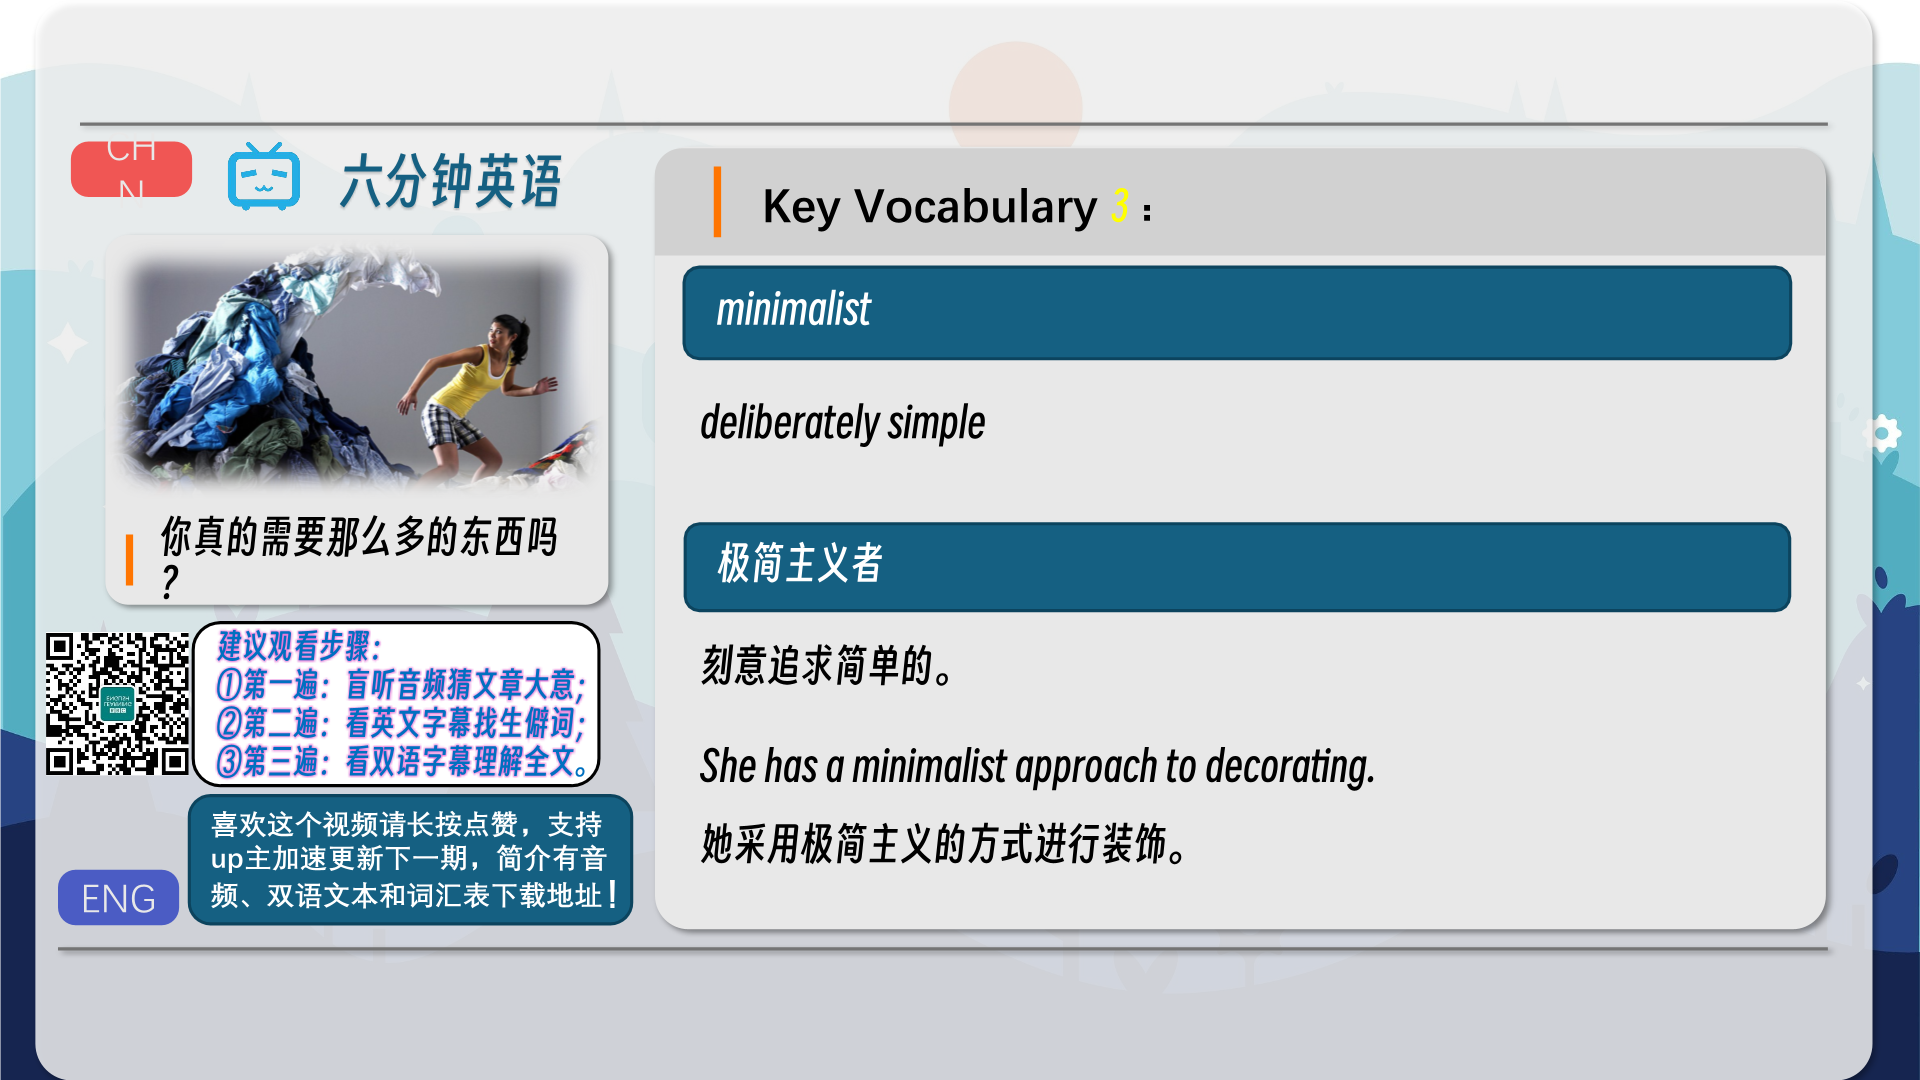 CH
N
六分钟英语
你真的需要那么多的东西吗
?
建议观看步骤：
①第一遍：盲听音频猜文章大意;
②第二遍：看英文字幕找生僻词;
③第三遍：看双语字幕理解全文。
喜欢这个视频请长按点赞，支持
up主加速更新下一期，简介有音
频、双语文本和词汇表下载地址！
ENG
Key Vocabulary 3：
minimalist
deliberately simple
极简主义者
刻意追求简单的。
She has a minimalist approach to decorating.
她采用极简主义的方式进行装饰。